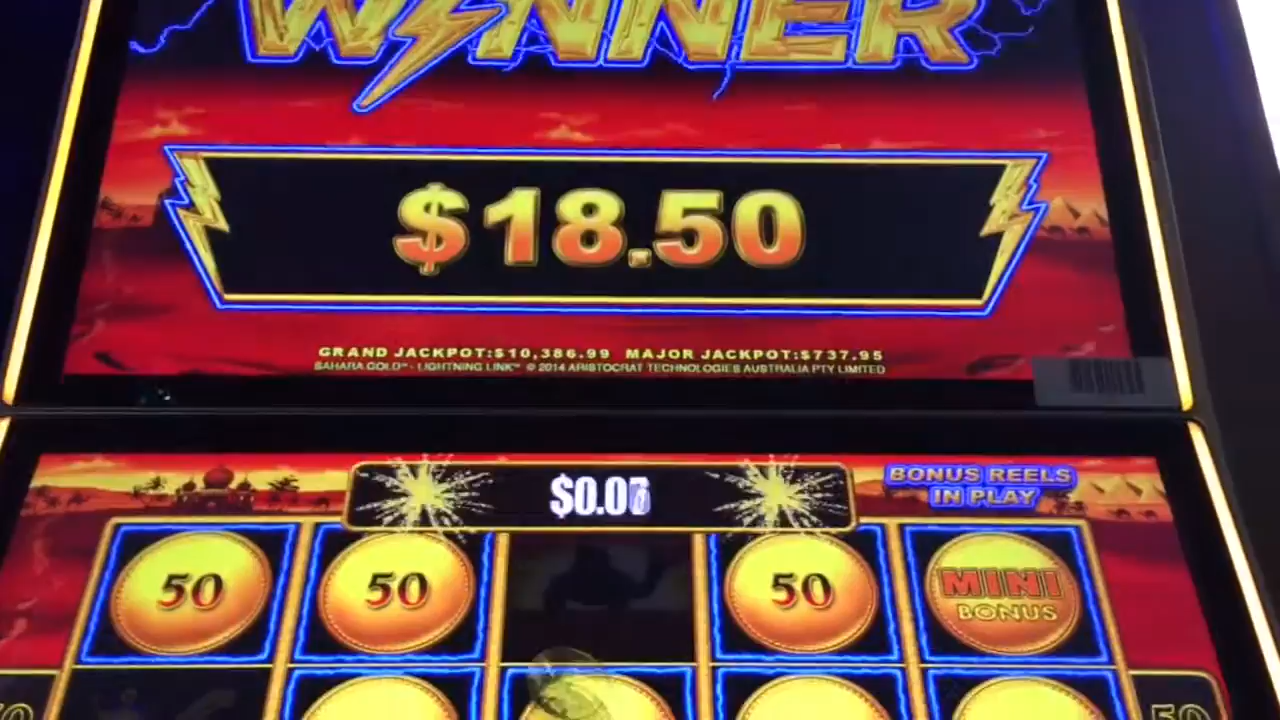 WINNER
$18.50
GRAND JACKPOT:$10,386.99 MAJOR JACKPOT:$737.95
SAHARA GOLD™ - LIGHTNING LINK™ © 2014 ARISTOCRAT TECHNOLOGIES AUSTRALIA PTY LIMITED
BONUS REELS
IN PLAY
50 50 50 MINI
BONUS
50